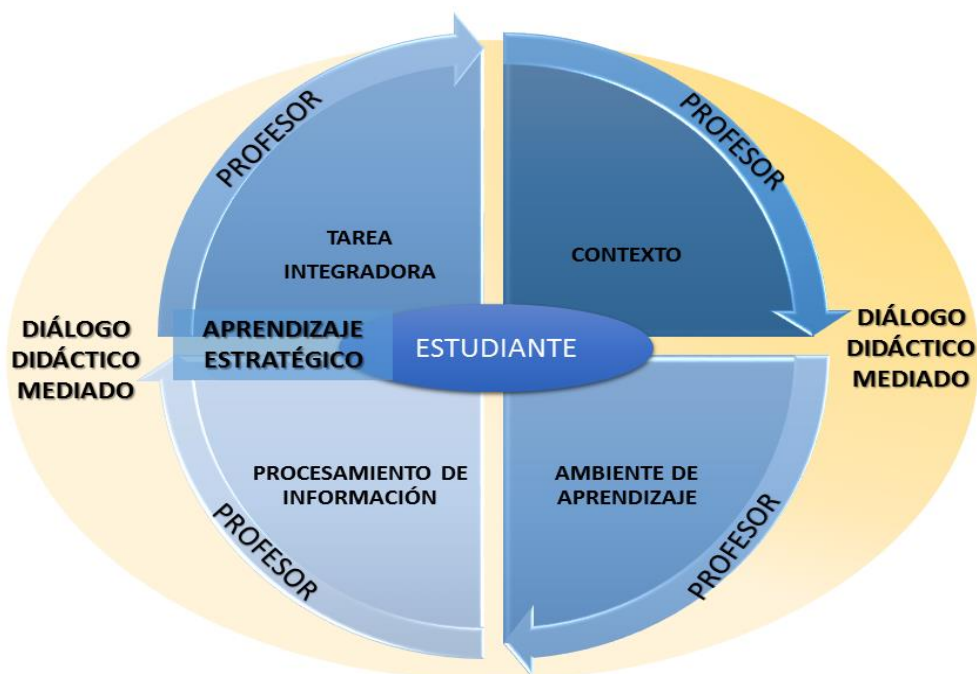 PROFESOR
PROFESOR
TAREA
INTEGRADORA
CONTEXTO
DIÁLOGO
DIDÁCTICO
MEDIADO
APRENDIZAJE
ESTRATÉGICO
ESTUDIANTE
DIÁLOGO
DIDÁCTICO
MEDIADO
PROCESAMIENTO DE
INFORMACIÓN
AMBIENTE DE
APRENDIZAJE
PROFESOR
PROFESOR